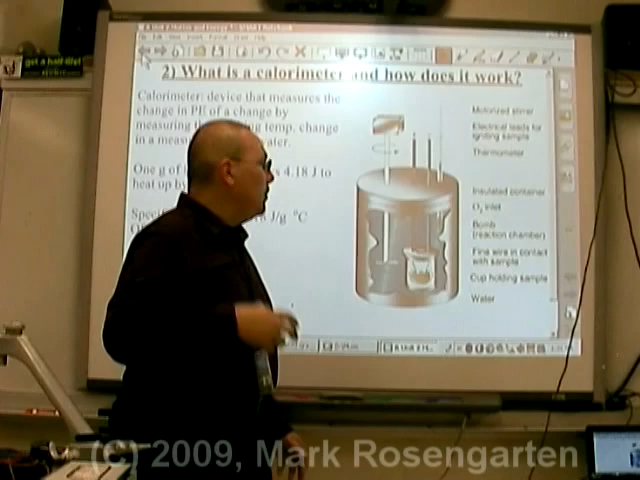 get a half-life!
2) What is a calorimeter and how does it work?
Calorimeter: device that measures the
change in PE of a change by
measuring temp. change
in a
One g of 4.18 J to
heat up by
J/g °C
Motorized stirrer
Electrical leads for
igniting sample
Thermometer
Insulated container
O₂ inlet
Bomb
(reaction chamber)
Fine wire in contact
with sample
Cup holding sample
Water
(C) 2009, Mark Rosengarten